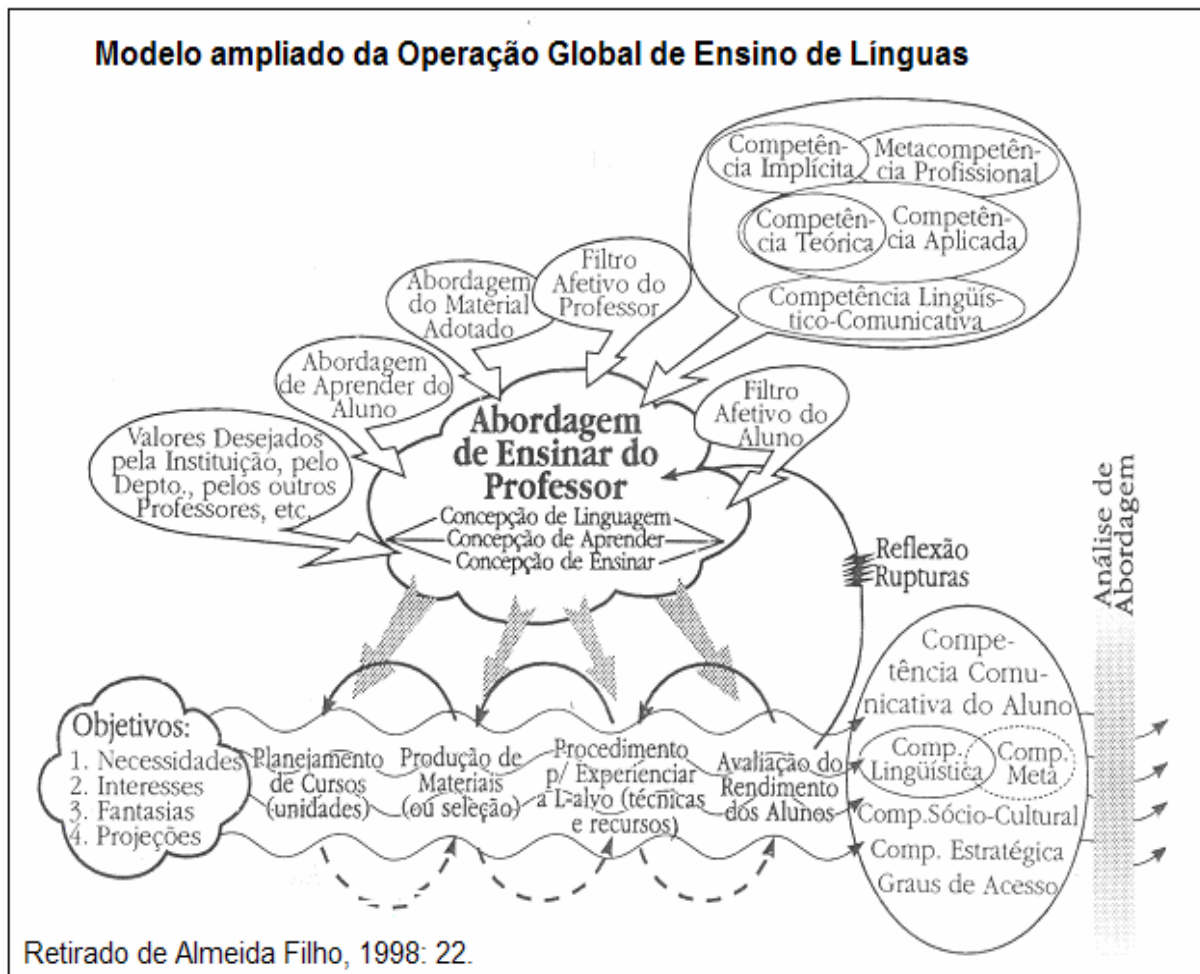 Modelo ampliado da Operação Global de Ensino de Línguas
Competên-
cia Implícita
Metacompetên-
cia Profissional
Competên-
cia Teórica
Competên-
cia Aplicada
Competência Lingüís-
tico-Comunicativa
Filtro
Afetivo do
Professor
Abordagem
do Material
Adotado
Abordagem
de Aprender do
Aluno
Valores Desejados
pela Instituição, pelo
Depto., pelos outros
Professores, etc.
Filtro
Afetivo do
Aluno
Abordagem
de Ensinar do
Professor
Concepção de Linguagem
Concepção de Aprender
Concepção de Ensinar
Reflexão
Rupturas
Análise de
Abordagem
Objetivos:
1. Necessidades
2. Interesses
3. Fantasias
4. Projeções
Planejamento
de Cursos
(unidades)
Produção de
Materiais
(ou seleção)
Procedimento
p/ Experienciar
a L-alvo (técnicas
e recursos)
Avaliação do
Rendimento
dos Alunos
Compe-
tência Comu-
nicativa do Aluno
Comp.
Lingüística
Comp.
Meta
Comp.Sócio-Cultural
Comp. Estratégica
Graus de Acesso
Retirado de Almeida Filho, 1998: 22.